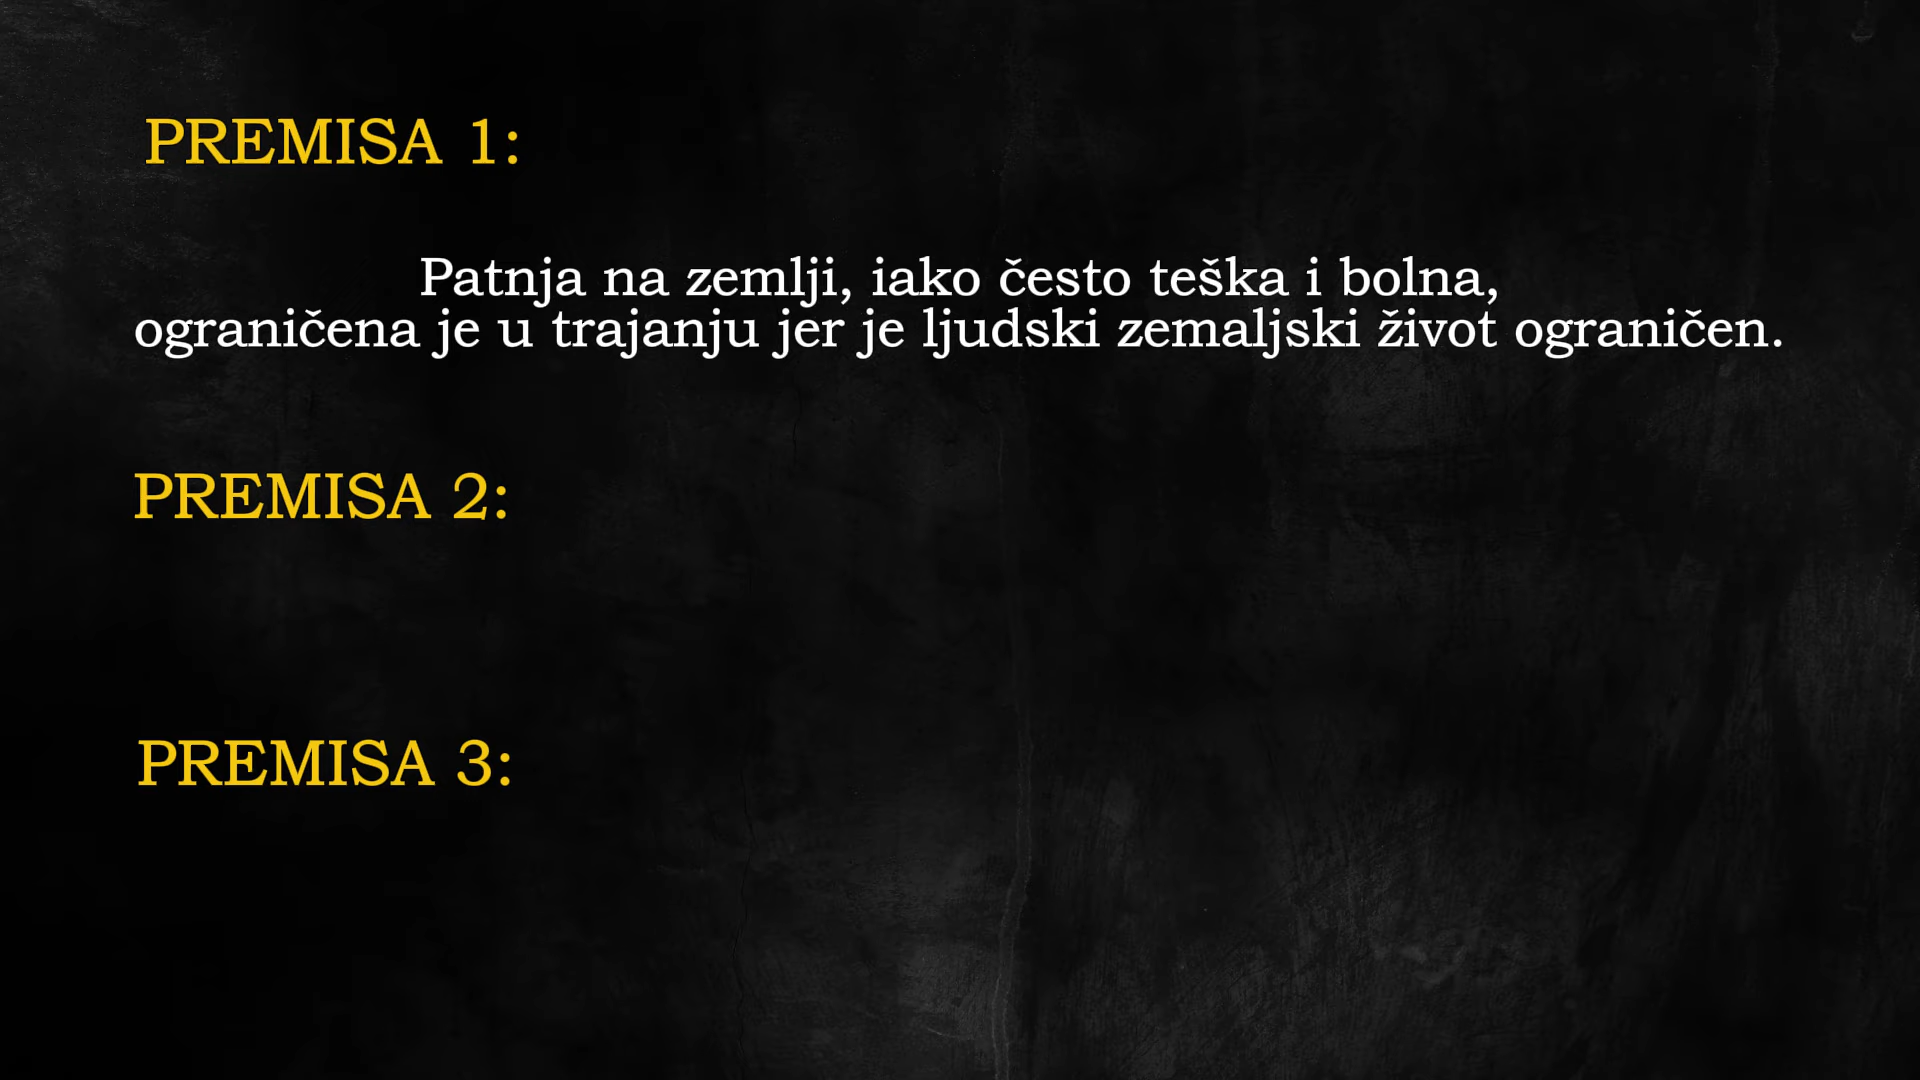 PREMISA 1:
Patnja na zemlji, iako često teška i bolna,
ograničena je u trajanju jer je ljudski zemaljski život ograničen.
PREMISA 2:
PREMISA 3: